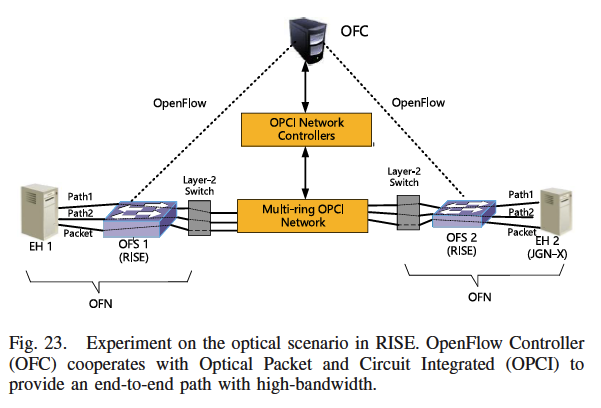 OFC
OpenFlow
OpenFlow
OPCI Network
Controllers
Layer-2
Switch
Layer-2
Switch
Path1
Path2
Packet
Multi-ring OPCI
Network
Path1
Path2
Packet
EH 1
OFS 1
(RISE)
OFS 2
(RISE)
EH 2
(JGN-X)
OFN
OFN
Fig. 23. Experiment on the optical scenario in RISE. OpenFlow Controller
(OFC) cooperates with Optical Packet and Circuit Integrated (OPCI) to
provide an end-to-end path with high-bandwidth.